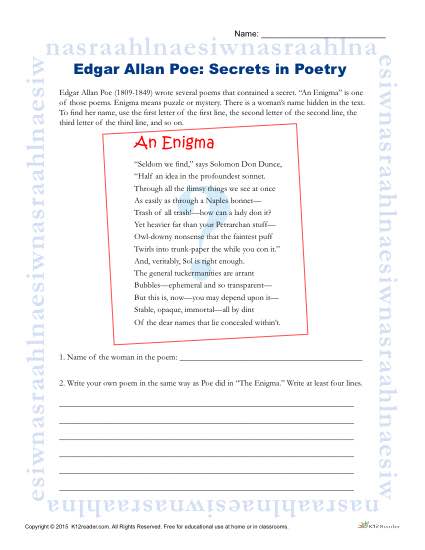 Name:
nasraahlnaesiwnasraahlna
esiwnasraahlnaesiwnasraahlnaesiw
Edgar Allan Poe: Secrets in Poetry
Edgar Allan Poe (1809-1849) wrote several poems that contained a secret. “An Enigma” is one
of those poems. Enigma means puzzle or mystery. There is a woman’s name hidden in the text.
To find her name, use the first letter of the first line, the second letter of the second line, the
third letter of the third line, and so on.
An Enigma
?
“Seldom we find,” says Solomon Don Dunce,
“Half an idea in the profoundest sonnet.
Through all the flimsy things we see at once
As easily as through a Naples bonnet—
Trash of all trash!—how can a lady don it?
Yet heavier far than your Petrarchan stuff—
Owl-downy nonsense that the faintest puff
Twirls into trunk-paper the while you con it.”
And, veritably, Sol is right enough.
The general tuckermanities are arrant
Bubbles—ephemeral and so transparent—
But this is, now—you may depend upon it—
Stable, opaque, immortal—all by dint
Of the dear names that lie concealed within’t.
1. Name of the woman in the poem:
2. Write your own poem in the same way as Poe did in “The Enigma.” Write at least four lines.
Copyright © 2015 K12reader.com. All Rights Reserved. Free for educational use at home or in classrooms.
K12Reader